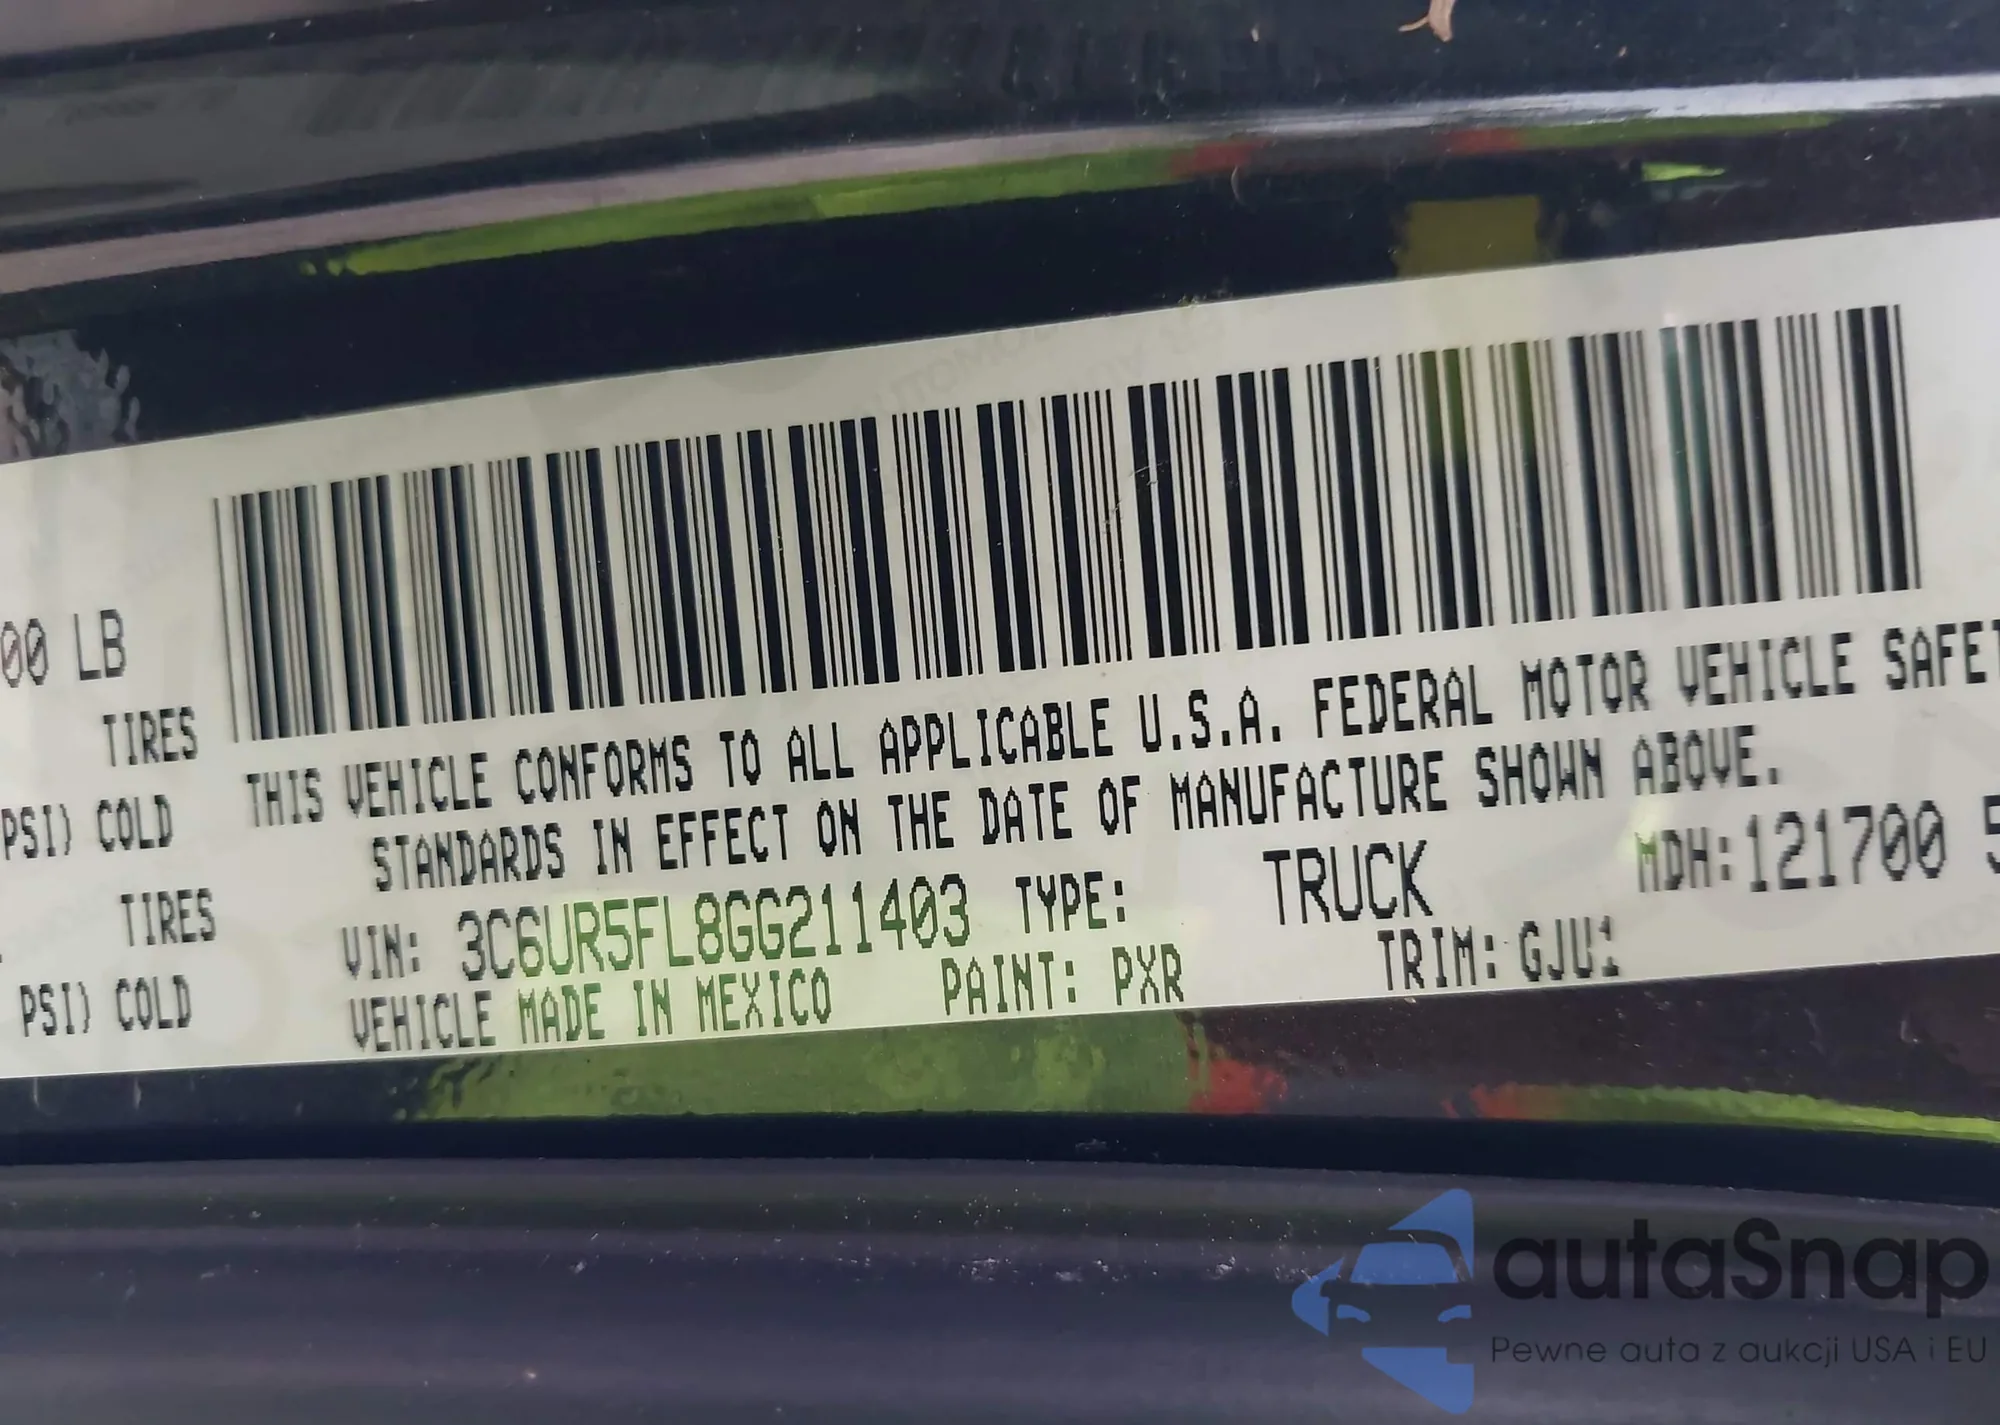 00 LB
TIRES
PSI) COLD
TIRES
PSI) COLD
THIS VEHICLE CONFORMS TO ALL APPLICABLE U.S.A. FEDERAL MOTOR VEHICLE SAFET
STANDARDS IN EFFECT ON THE DATE OF MANUFACTURE SHOWN ABOVE.
VIN: 3C6UR5FL8GG211403 TYPE: TRUCK MDH:121700 5
VEHICLE MADE IN MEXICO PAINT: PXR TRIM: GJU1
autaSnap
Pewne auta z aukcji USA i EU